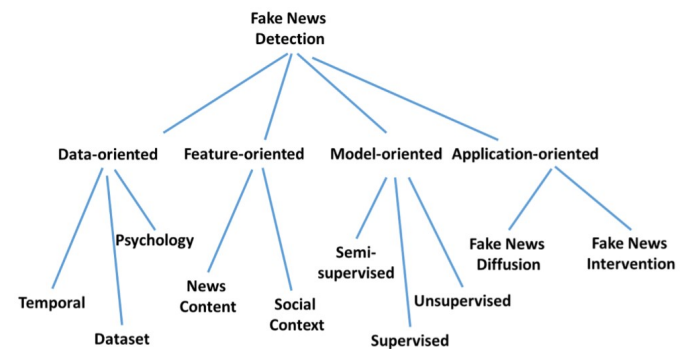 Fake News
Detection
Data-oriented
Feature-oriented
Model-oriented
Application-oriented
Psychology
Temporal
Dataset
News
Content
Social
Context
Semi-
supervised
Unsupervised
Supervised
Fake News
Diffusion
Fake News
Intervention